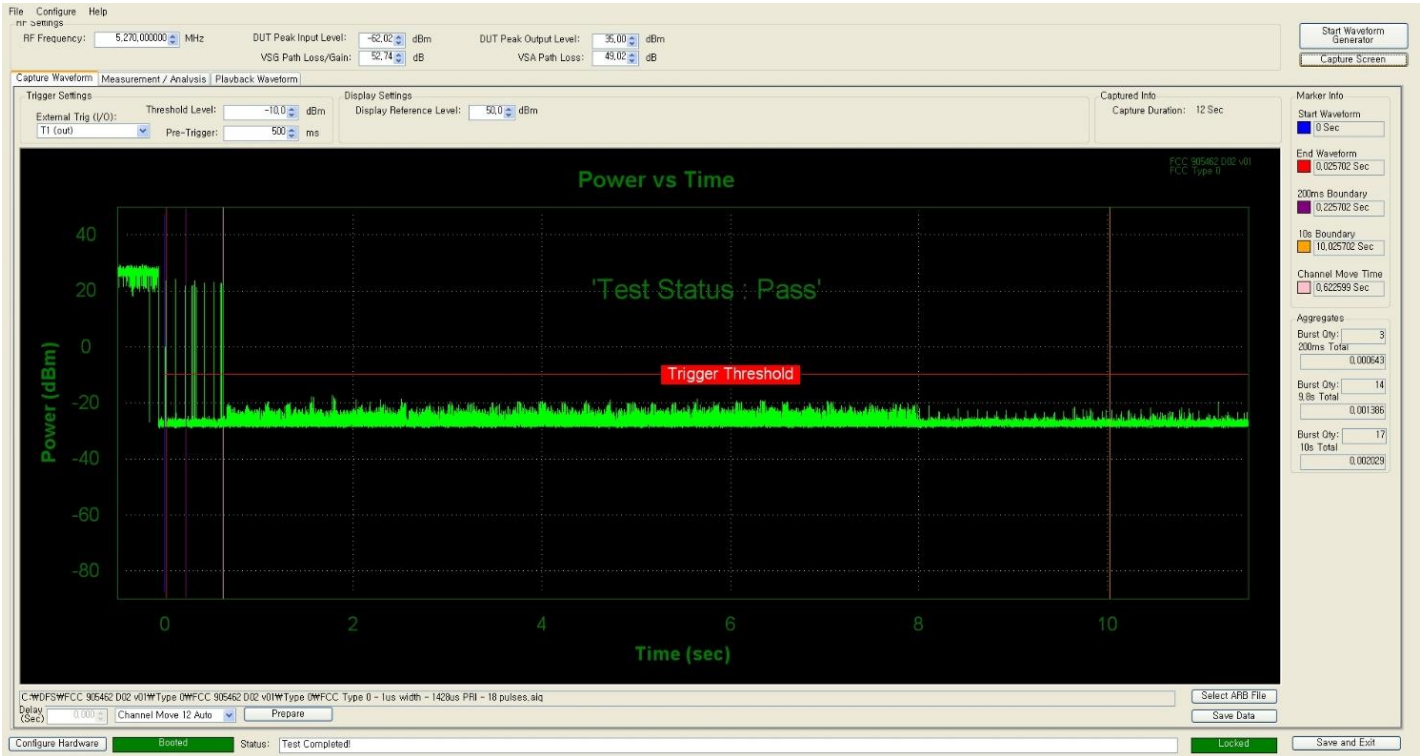 File Configure Help
RF Settings
RF Frequency: 5,270,000000 MHz
DUT Peak Input Level: -62,02 dBm
DUT Peak Output Level: 35,00 dBm
VSG Path Loss/Gain: 52,74 dB
VSA Path Loss: 49,02 dB
Start Waveform Generator
Capture Screen
Capture Waveform Measurement / Analysis Playback Waveform
Trigger Settings
External Trig (I/O):
T1 (out)
Threshold Level: -10,0 dBm
Pre-Trigger: 500 ms
Display Settings
Display Reference Level: 50,0 dBm
Captured Info
Capture Duration: 12 Sec
Marker Info
Start Waveform
0 Sec
End Waveform
0,025702 Sec
200ms Boundary
0,225702 Sec
10s Boundary
10,025702 Sec
Channel Move Time
0,622599 Sec
Aggregates
Burst Qty: 3
200ms Total
0,000643
Burst Qty: 14
9,8s Total
0,001386
Burst Qty: 17
10s Total
0,002029
FCC 905462 D02 v01
FCC Type 0
Power vs Time
'Test Status : Pass'
Trigger Threshold
Power (dBm)
40
20
0
-20
-40
-60
-80
0 2 4 6 8 10
Time (sec)
C:₩DFS₩FCC 905462 D02 v01₩Type 0₩FCC 905462 D02 v01₩Type 0₩FCC Type 0 - 1us width - 1428us PRI - 18 pulses.aiq
Select ARB File
Delay (Sec) 0,000 Channel Move 12 Auto Prepare
Save Data
Configure Hardware Booted Status: Test Completed! Locked Save and Exit